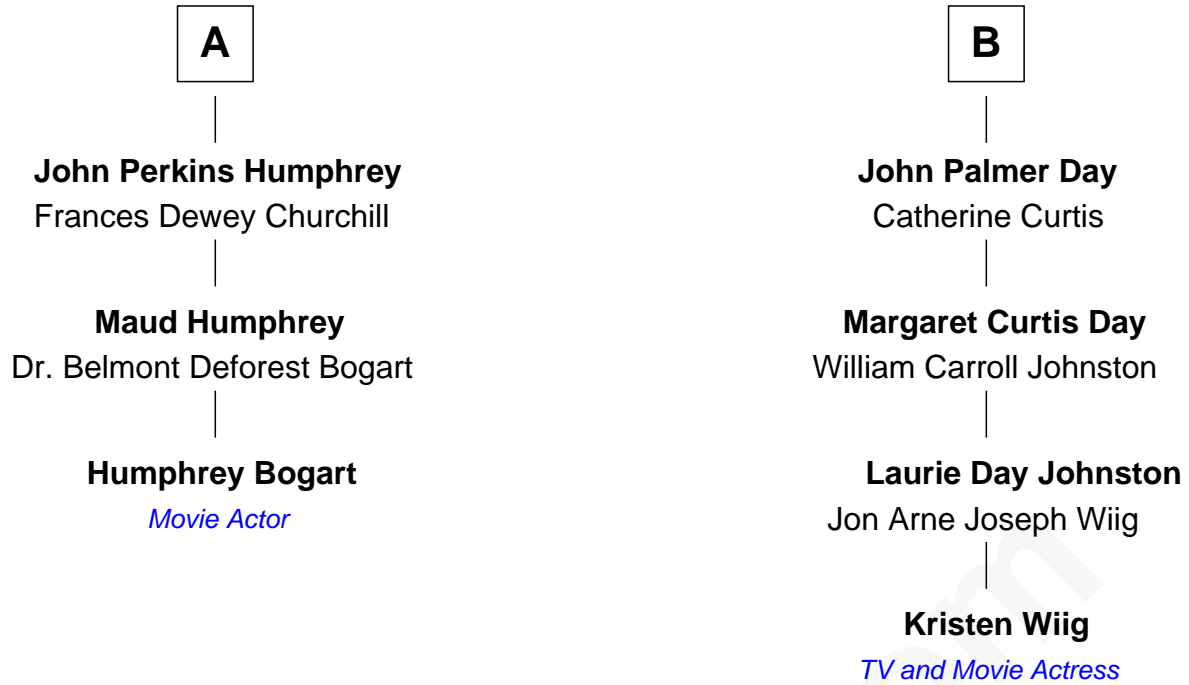 A
John Perkins Humphrey
Frances Dewey Churchill
Maud Humphrey
Dr. Belmont Deforest Bogart
Humphrey Bogart
Movie Actor
B
John Palmer Day
Catherine Curtis
Margaret Curtis Day
William Carroll Johnston
Laurie Day Johnston
Jon Arne Joseph Wiig
Kristen Wiig
TV and Movie Actress